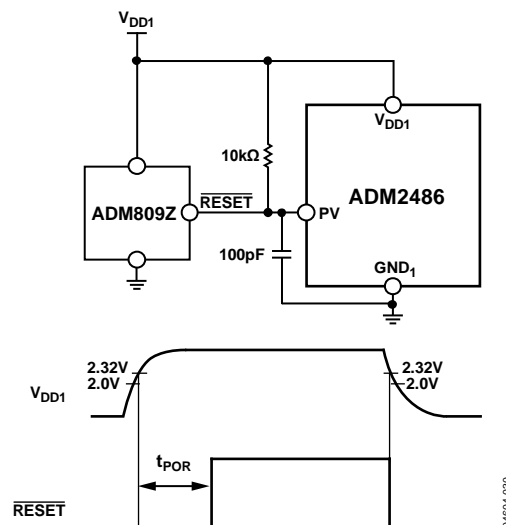 VDD1
VDD1
10kΩ
ADM2486
ADM809Z
RESET
PV
100pF
GND1
2.32V
2.0V
2.32V
2.0V
VDD1
tPOR
RESET